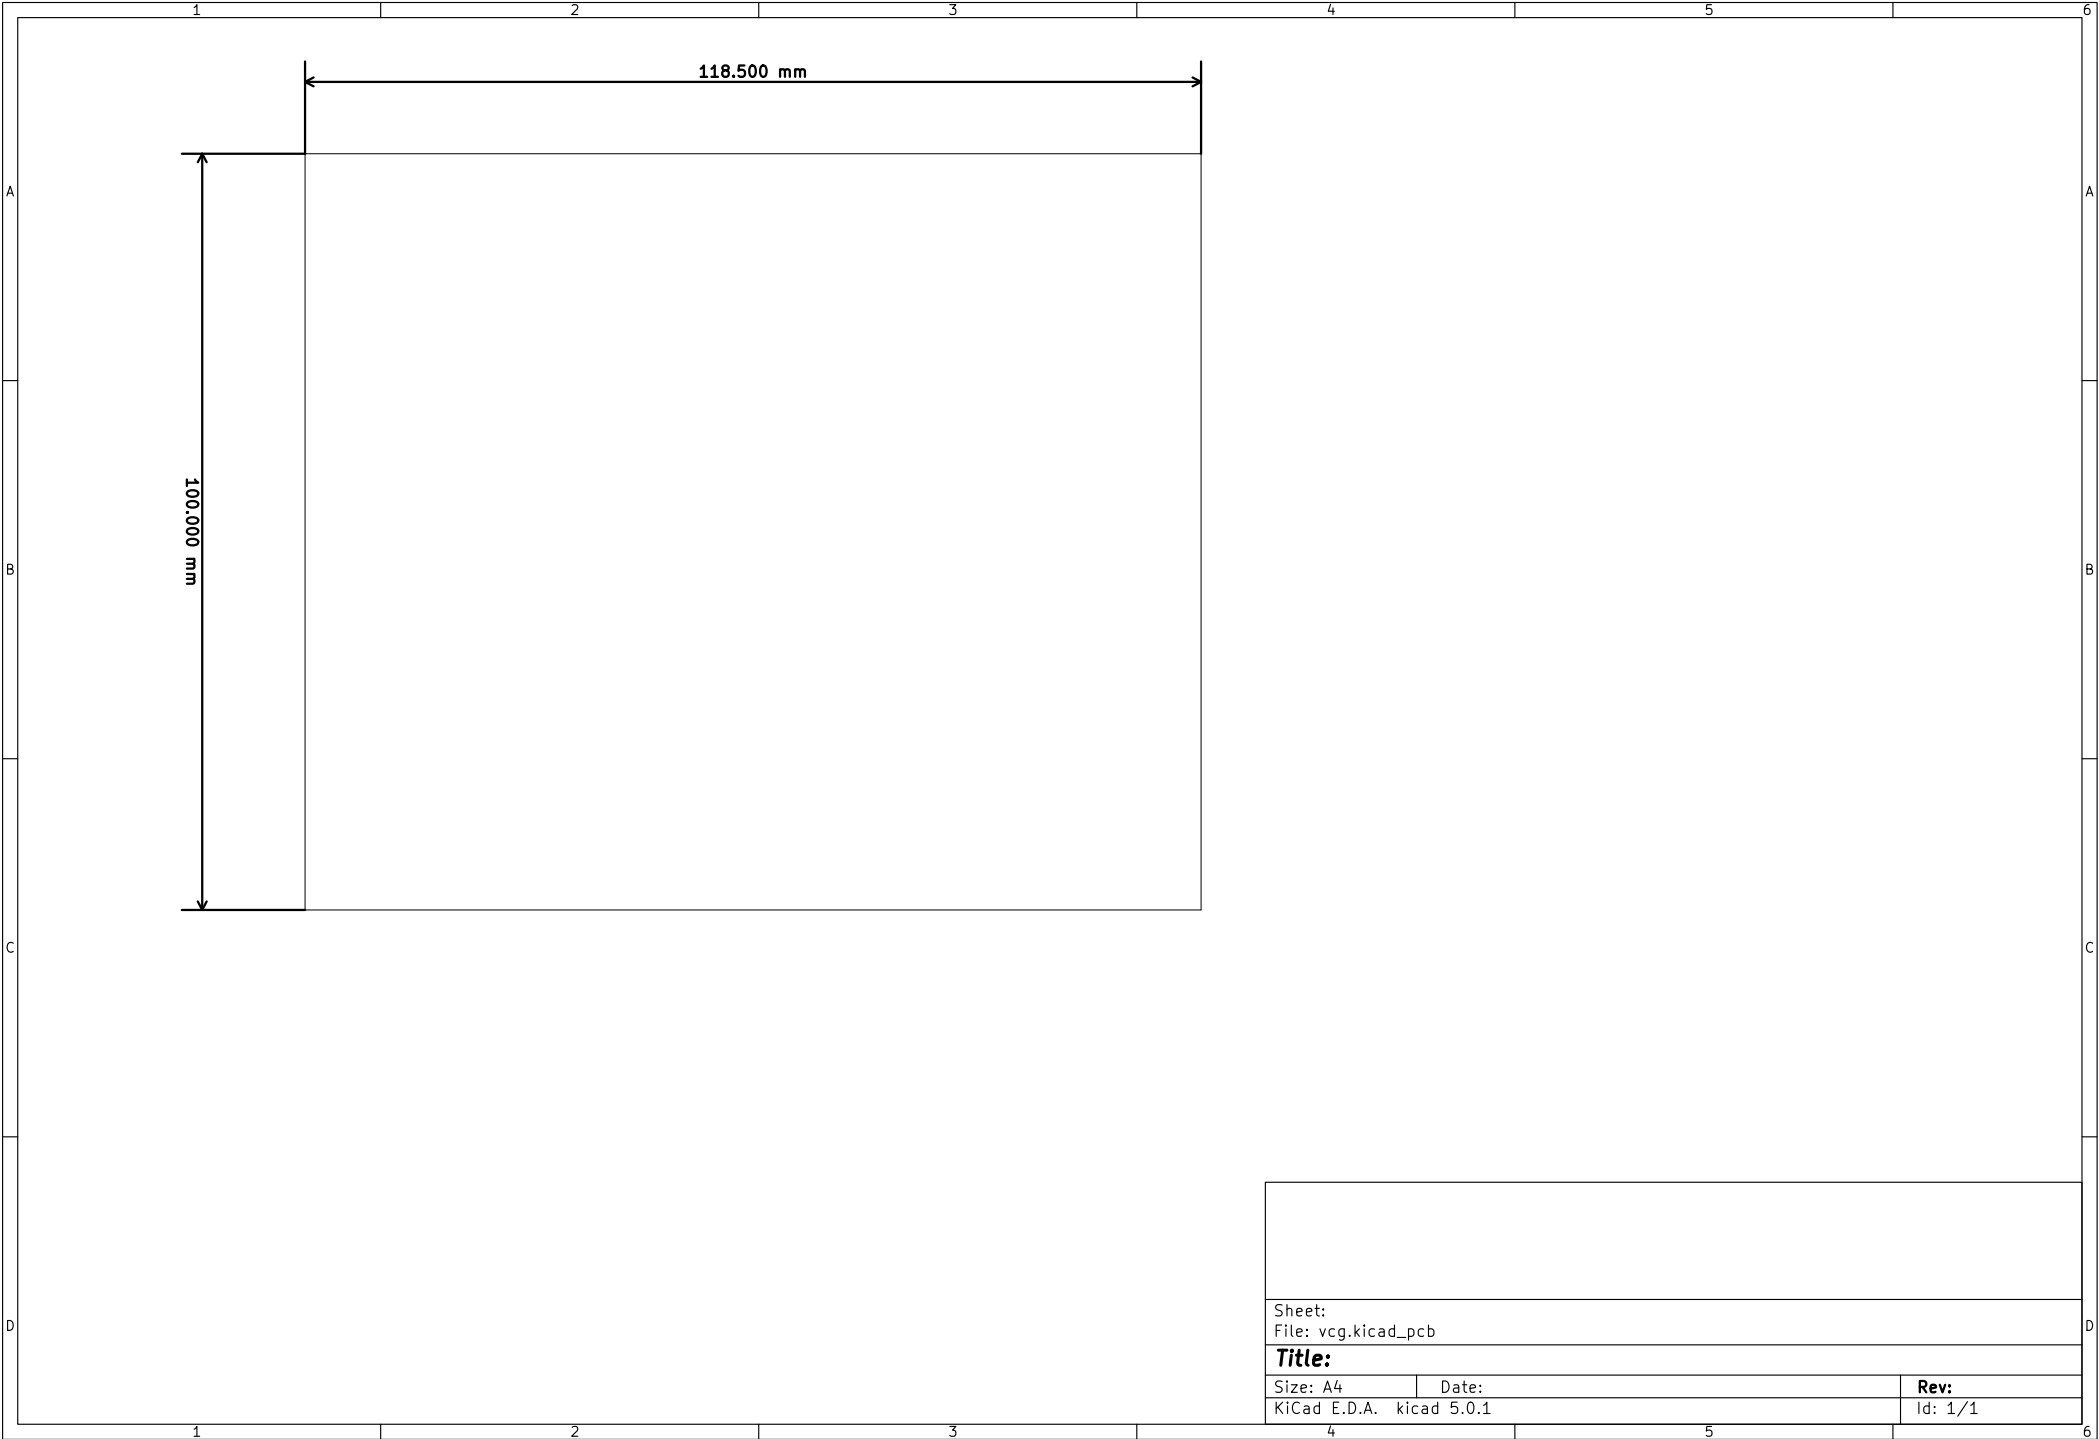 1 2 3 4 5 6
118.500 mm
A A
100.000 mm
B B
C C
Sheet:
File: vcg.kicad_pcb
D D
Title:
Size: A4 Date: Rev:
KiCad E.D.A. kicad 5.0.1 Id: 1/1
1 2 3 4 5 6